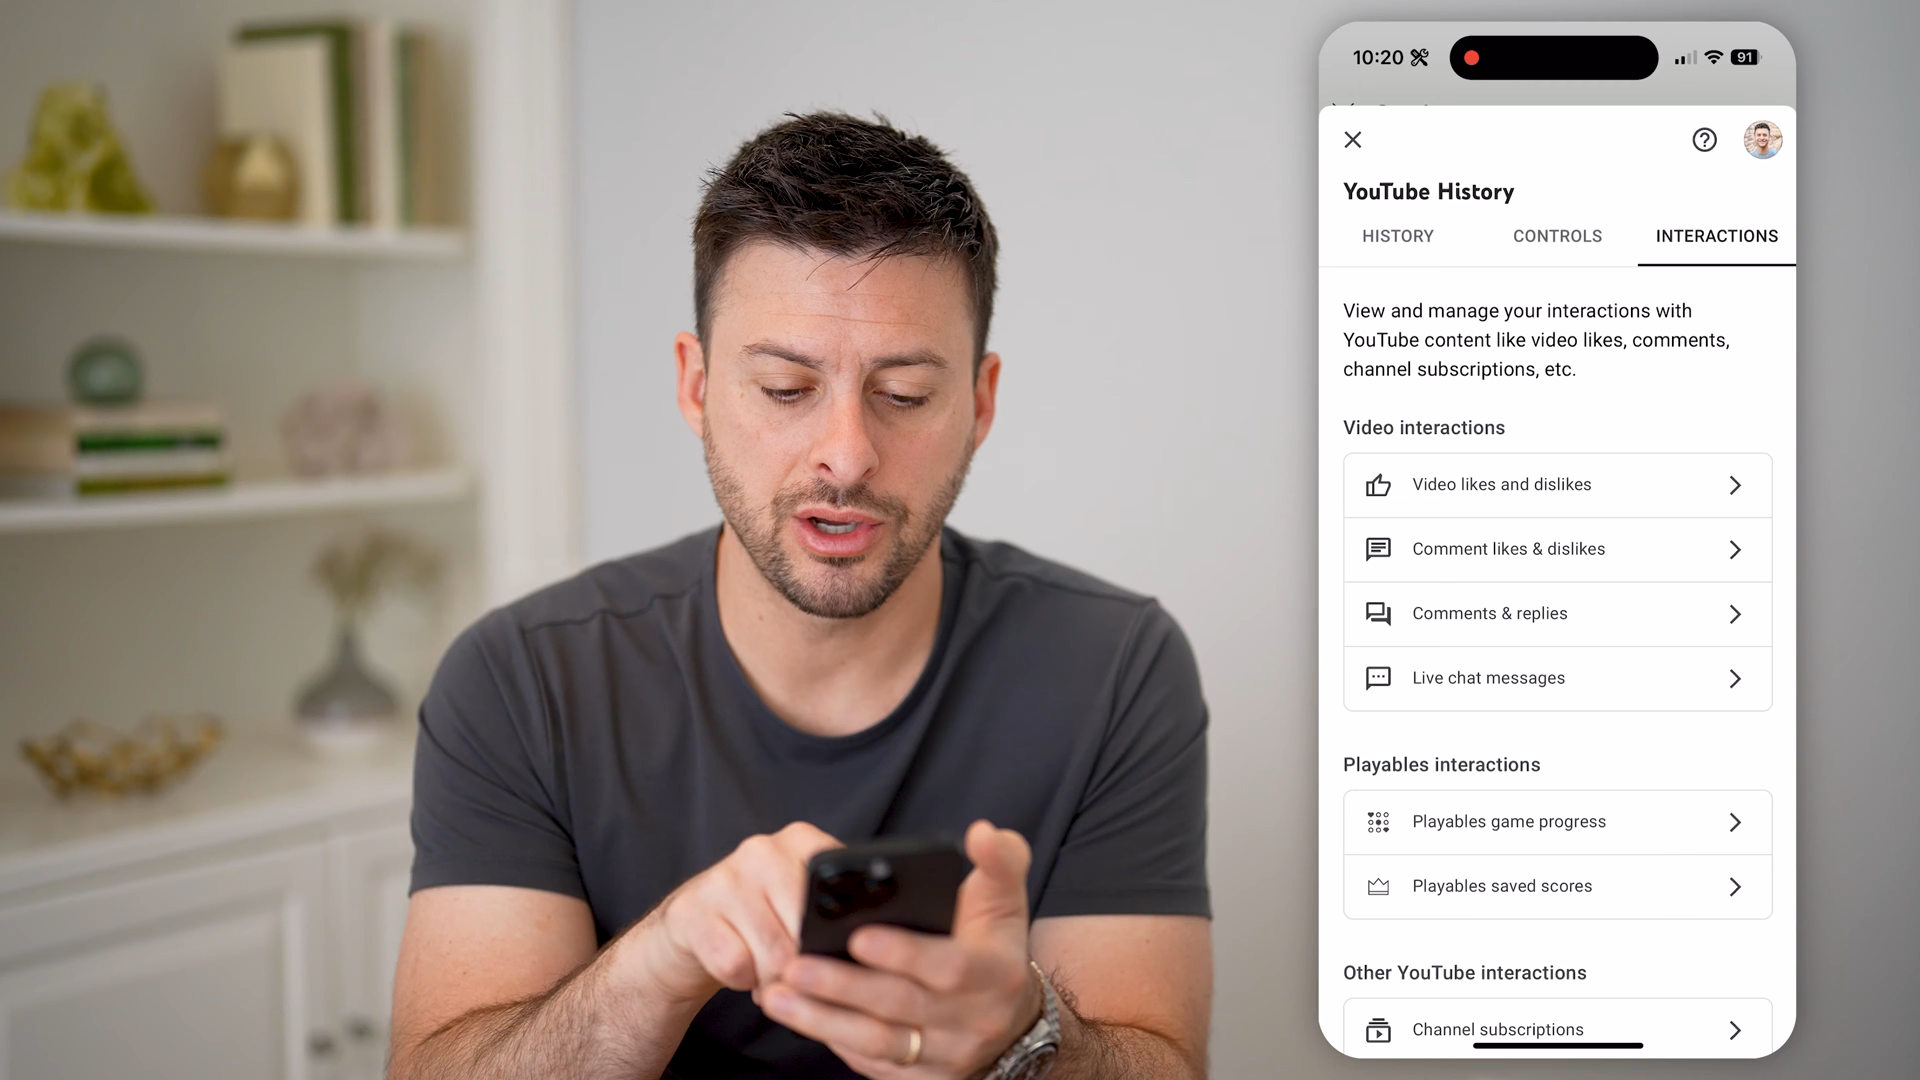 10:20
91
YouTube History
HISTORY CONTROLS INTERACTIONS
View and manage your interactions with
YouTube content like video likes, comments,
channel subscriptions, etc.
Video interactions
Video likes and dislikes
Comment likes & dislikes
Comments & replies
Live chat messages
Playables interactions
Playables game progress
Playables saved scores
Other YouTube interactions
Channel subscriptions